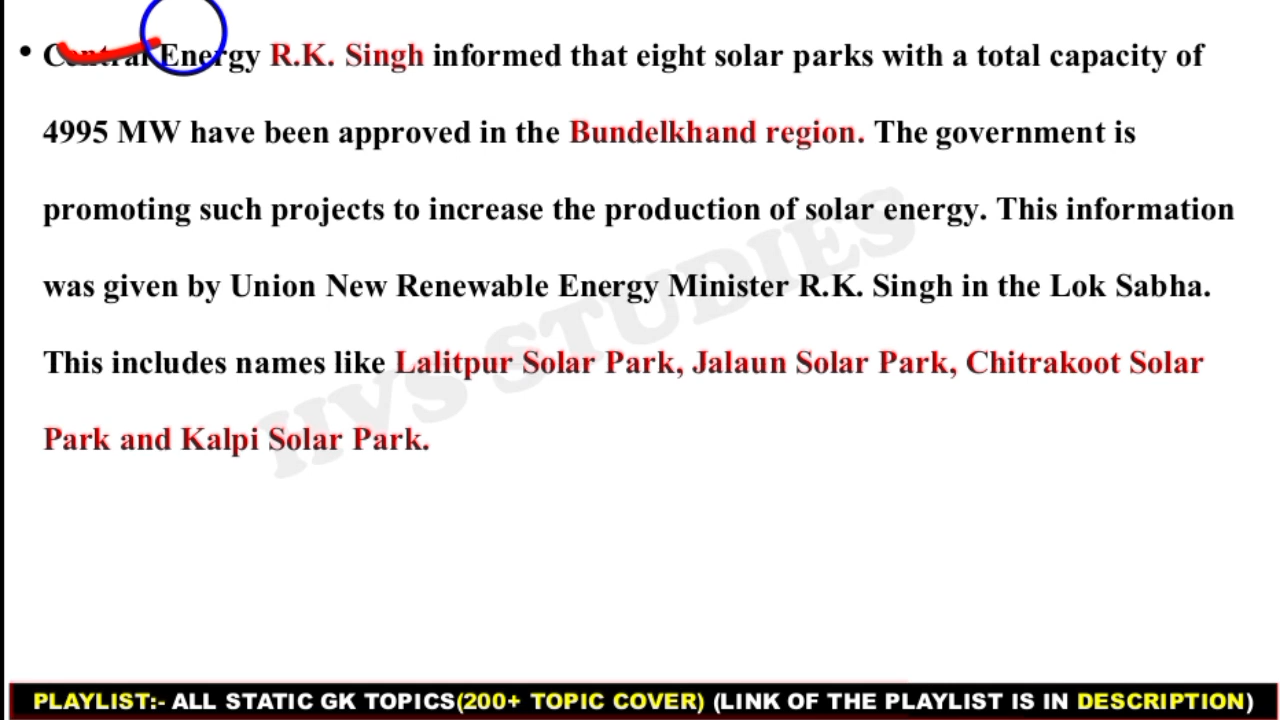 • Central Energy R.K. Singh informed that eight solar parks with a total capacity of
4995 MW have been approved in the Bundelkhand region. The government is
promoting such projects to increase the production of solar energy. This information
was given by Union New Renewable Energy Minister R.K. Singh in the Lok Sabha.
This includes names like Lalitpur Solar Park, Jalaun Solar Park, Chitrakoot Solar
Park and Kalpi Solar Park.
HVS STUDIES
PLAYLIST:- ALL STATIC GK TOPICS(200+ TOPIC COVER) (LINK OF THE PLAYLIST IS IN DESCRIPTION)